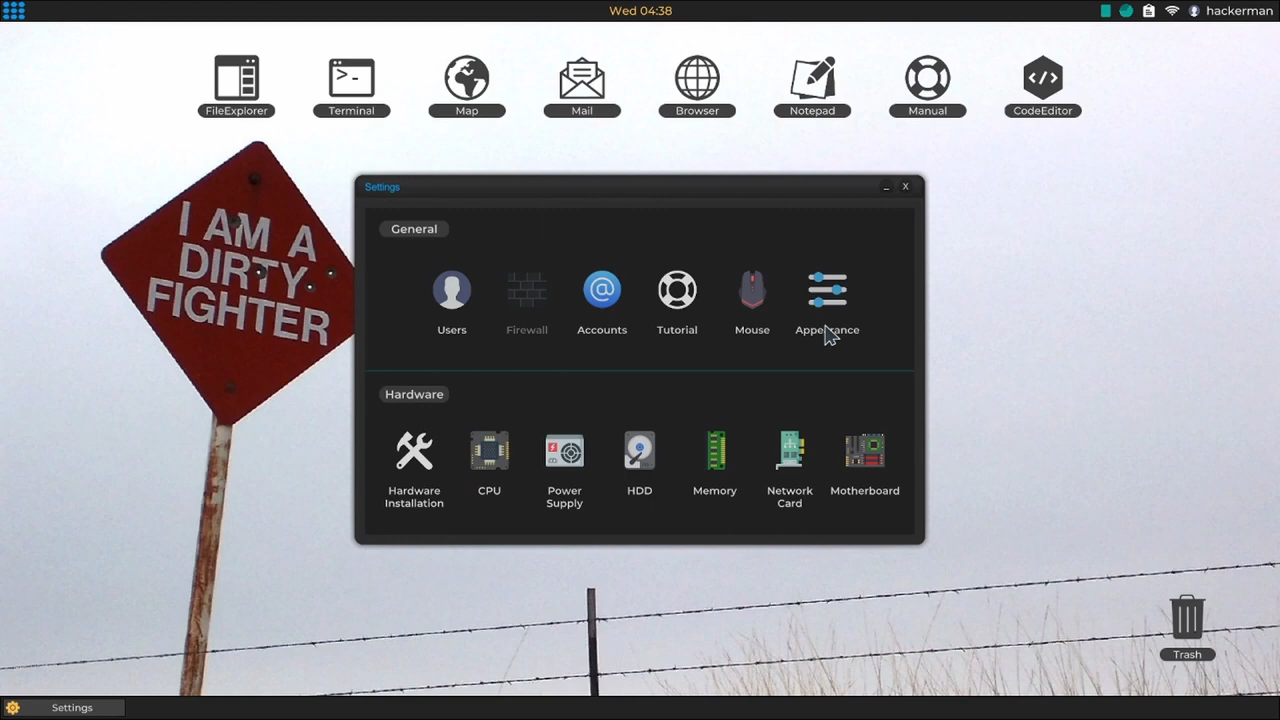 Wed 04:38
hackerman
FileExplorer
Terminal
Map
Mail
Browser
Notepad
Manual
CodeEditor
I AM A
DIRTY
FIGHTER
Settings
General
Users
Firewall
Accounts
Tutorial
Mouse
Appearance
Hardware
Hardware
Installation
CPU
Power
Supply
HDD
Memory
Network
Card
Motherboard
Trash
Settings